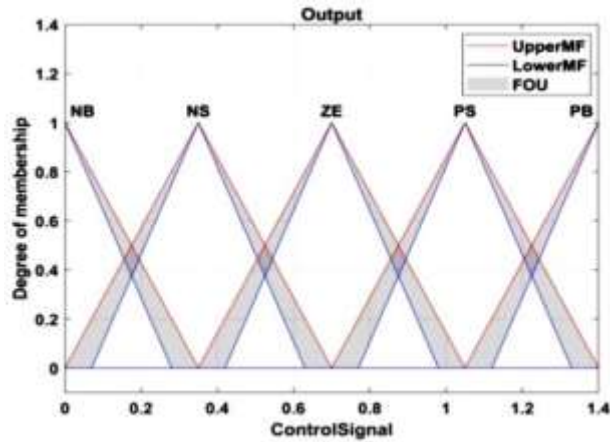 Output
1.4
UpperMF
LowerMF
FOU
1.2
NB NS ZE PS PB
1
0.8
0.6
0.4
0.2
0
Degree of membership
0 0.2 0.4 0.6 0.8 1 1.2 1.4
ControlSignal